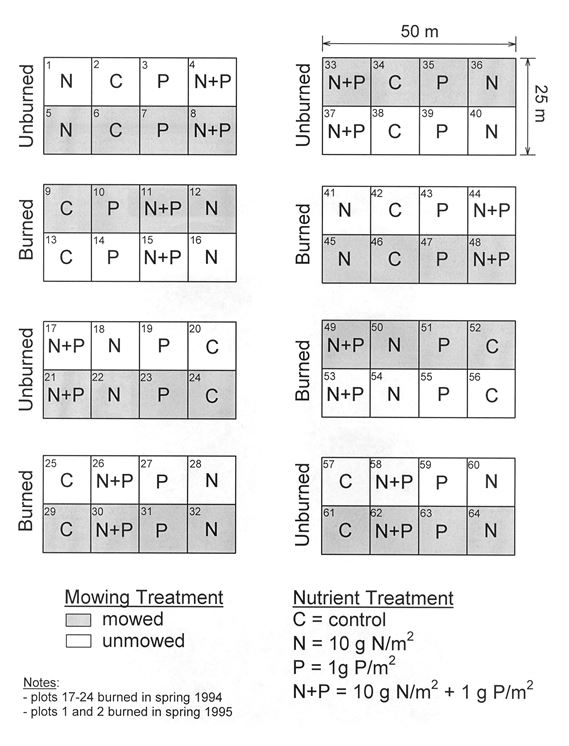 50 m
25 m
Unburned
1 N 2 C 3 P 4 N+P
5 N 6 C 7 P 8 N+P
Unburned
33 N+P 34 C 35 P 36 N
37 N+P 38 C 39 P 40 N
Burned
9 C 10 P 11 N+P 12 N
13 C 14 P 15 N+P 16 N
Burned
41 N 42 C 43 P 44 N+P
45 N 46 C 47 P 48 N+P
Unburned
17 N+P 18 N 19 P 20 C
21 N+P 22 N 23 P 24 C
Burned
49 N+P 50 N 51 P 52 C
53 N+P 54 N 55 P 56 C
Burned
25 C 26 N+P 27 P 28 N
29 C 30 N+P 31 P 32 N
Unburned
57 C 58 N+P 59 P 60 N
61 C 62 N+P 63 P 64 N
Mowing Treatment
mowed
unmowed
Notes:
- plots 17-24 burned in spring 1994
- plots 1 and 2 burned in spring 1995
Nutrient Treatment
C = control
N = 10 g N/m²
P = 1g P/m²
N+P = 10 g N/m² + 1 g P/m²